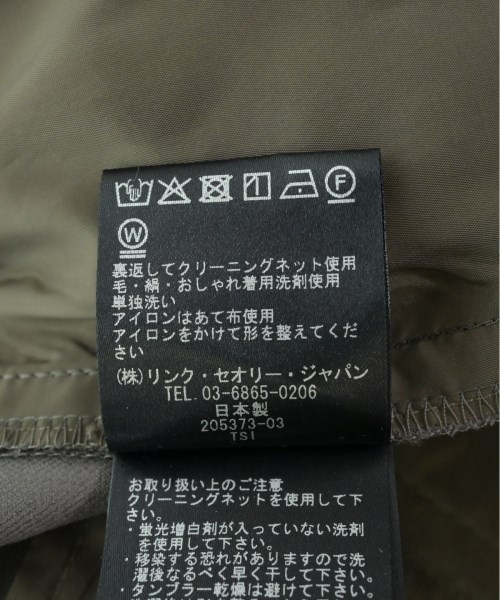 F
W
裏返してクリーニングネット使用
毛・絹・おしゃれ着用洗剤使用
単独洗い
アイロンはあて布使用
アイロンをかけて形を整えてくだ
さい
(株)リンク・セオリー・ジャパン
TEL. 03-6865-0206
日本製
205373-03
TSI
お取り扱い上のご注意
クリーニングネットを使用して下
さい。
・蛍光増白剤が入っていない洗剤
を使用して下さい。
・移染する恐れがありますので洗
濯後なるべく早く干して下さい。
・タンブラー乾燥は避けて下さい。